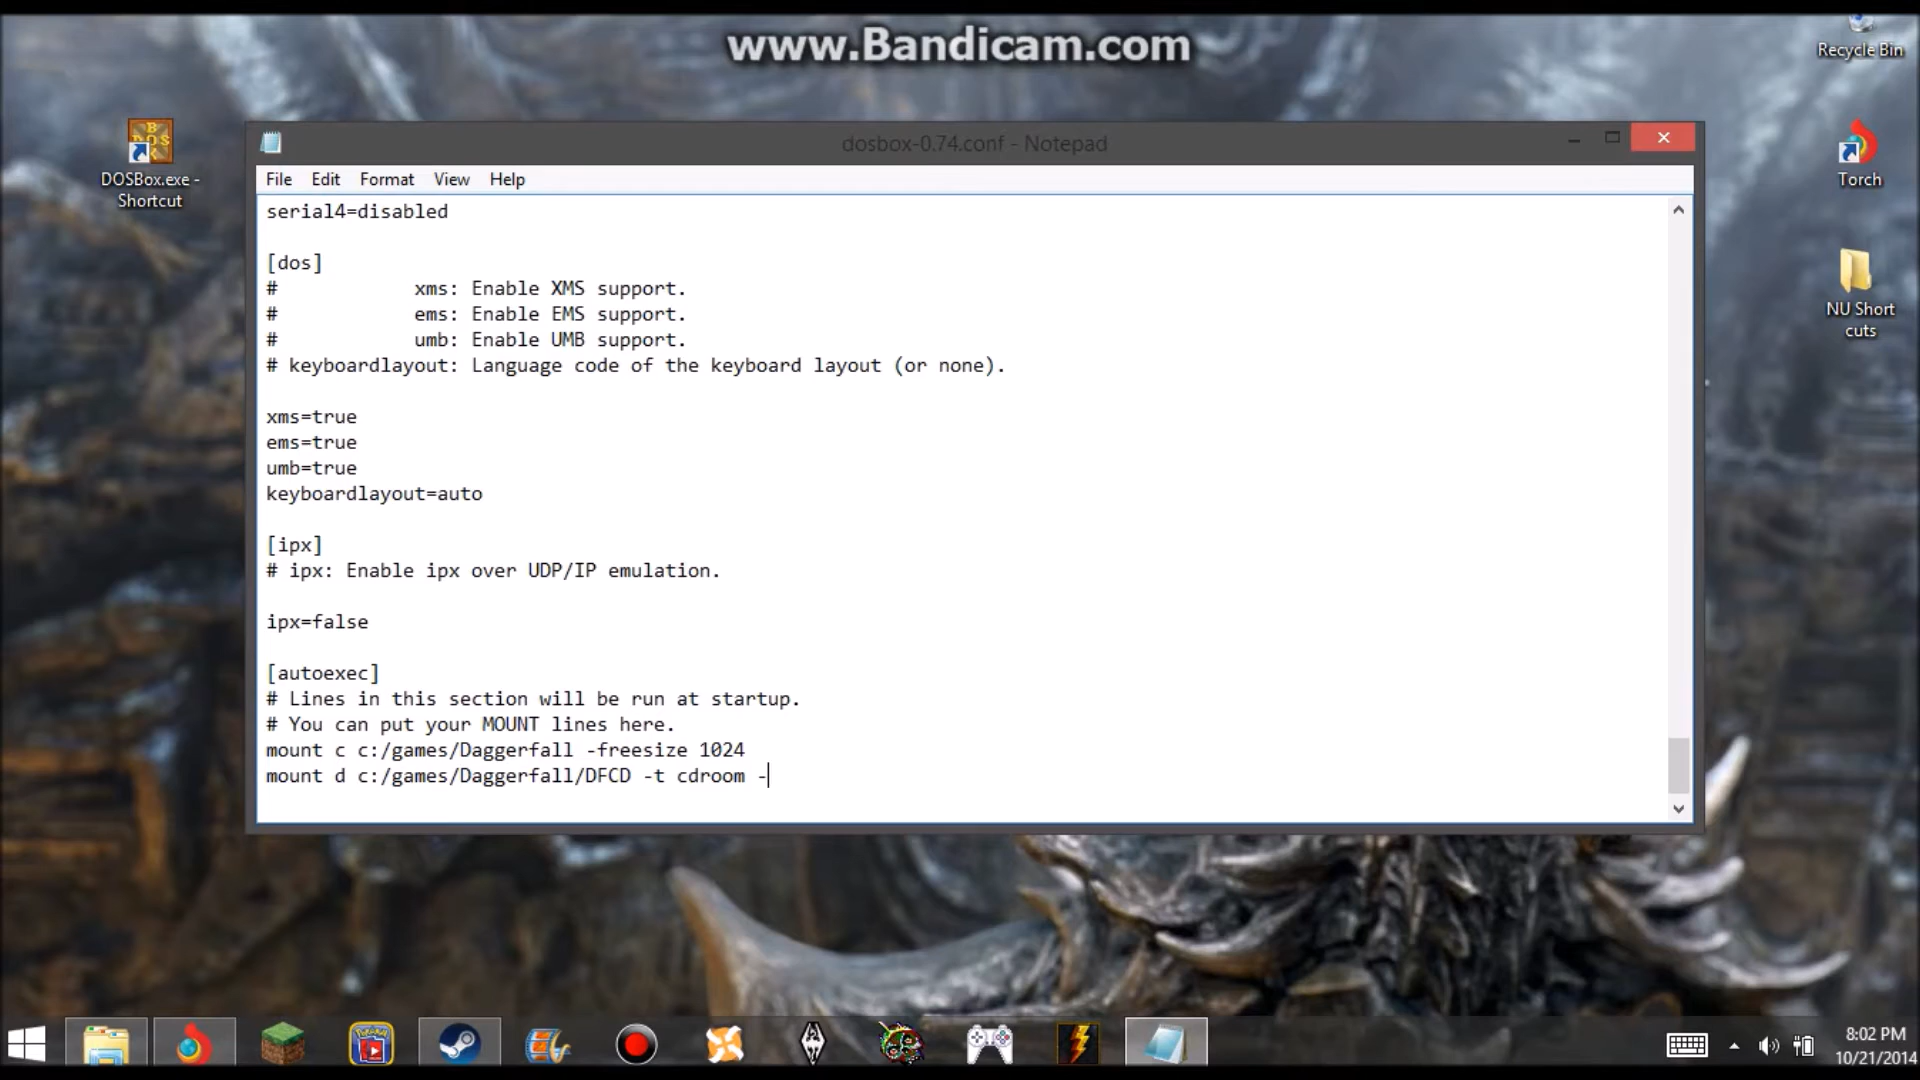 www.Bandicam.com
Recycle Bin
DOSBox.exe -
Shortcut
Torch
NU Short
cuts
dosbox-0.74.conf - Notepad
File Edit Format View Help
serial4=disabled
[dos]
#             xms: Enable XMS support.
#             ems: Enable EMS support.
#             umb: Enable UMB support.
# keyboardlayout: Language code of the keyboard layout (or none).
xms=true
ems=true
umb=true
keyboardlayout=auto
[ipx]
# ipx: Enable ipx over UDP/IP emulation.
ipx=false
[autoexec]
# Lines in this section will be run at startup.
# You can put your MOUNT lines here.
mount c c:/games/Daggerfall -freesize 1024
mount d c:/games/Daggerfall/DFCD -t cdroom -
8:02 PM
10/21/2014